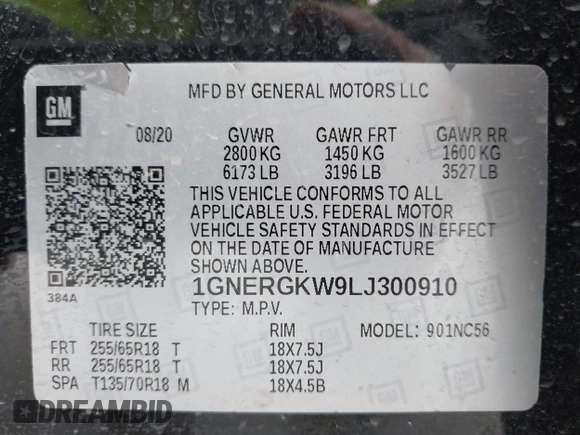 GM
MFD BY GENERAL MOTORS LLC
08/20 GVWR GAWR FRT GAWR RR
2800 KG 1450 KG 1600 KG
6173 LB 3196 LB 3527 LB
THIS VEHICLE CONFORMS TO ALL
APPLICABLE U.S. FEDERAL MOTOR
VEHICLE SAFETY STANDARDS IN EFFECT
ON THE DATE OF MANUFACTURE
SHOWN ABOVE.
384A
1GNERGKW9LJ300910
TYPE: M.P.V.
TIRE SIZE RIM MODEL: 901NC56
FRT 255/65R18 T 18X7.5J
RR 255/65R18 T 18X7.5J
SPA T135/70R18 M 18X4.5B
DREAMBID